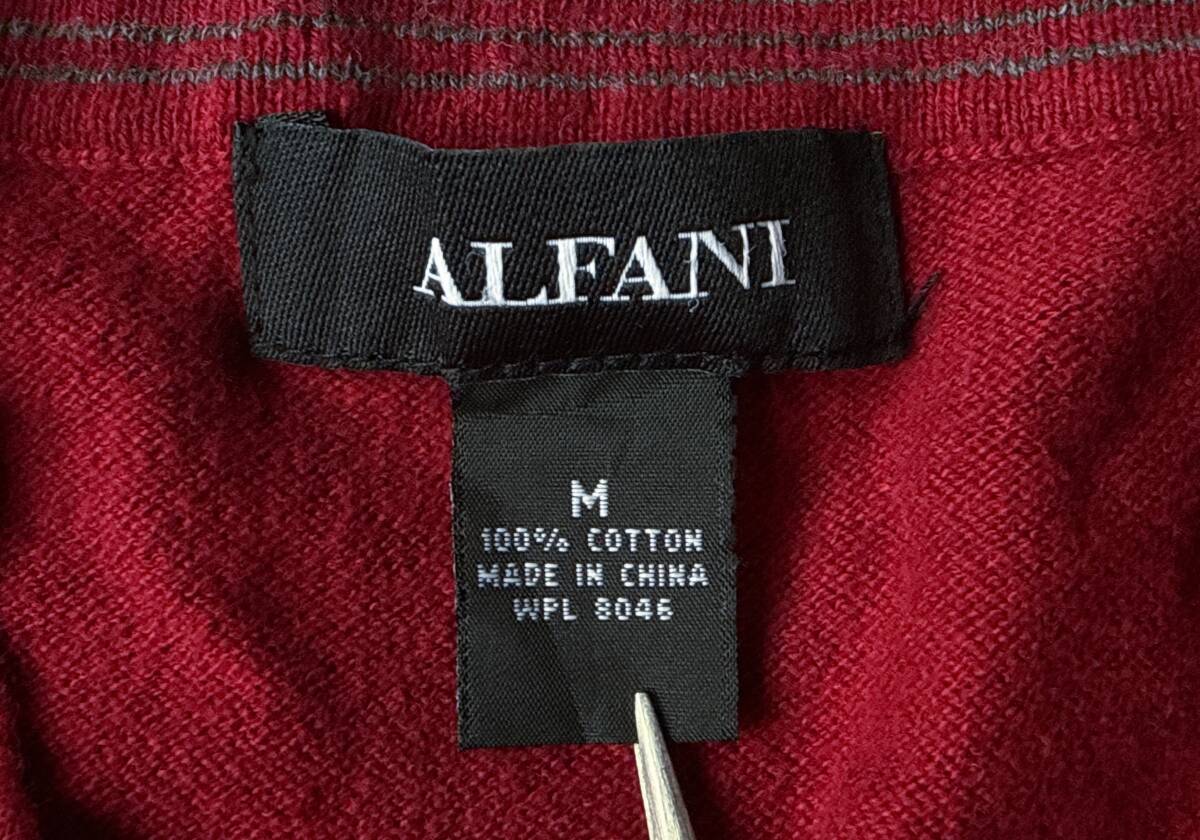 ALFANI
M
100% COTTON
MADE IN CHINA
WPL 8046